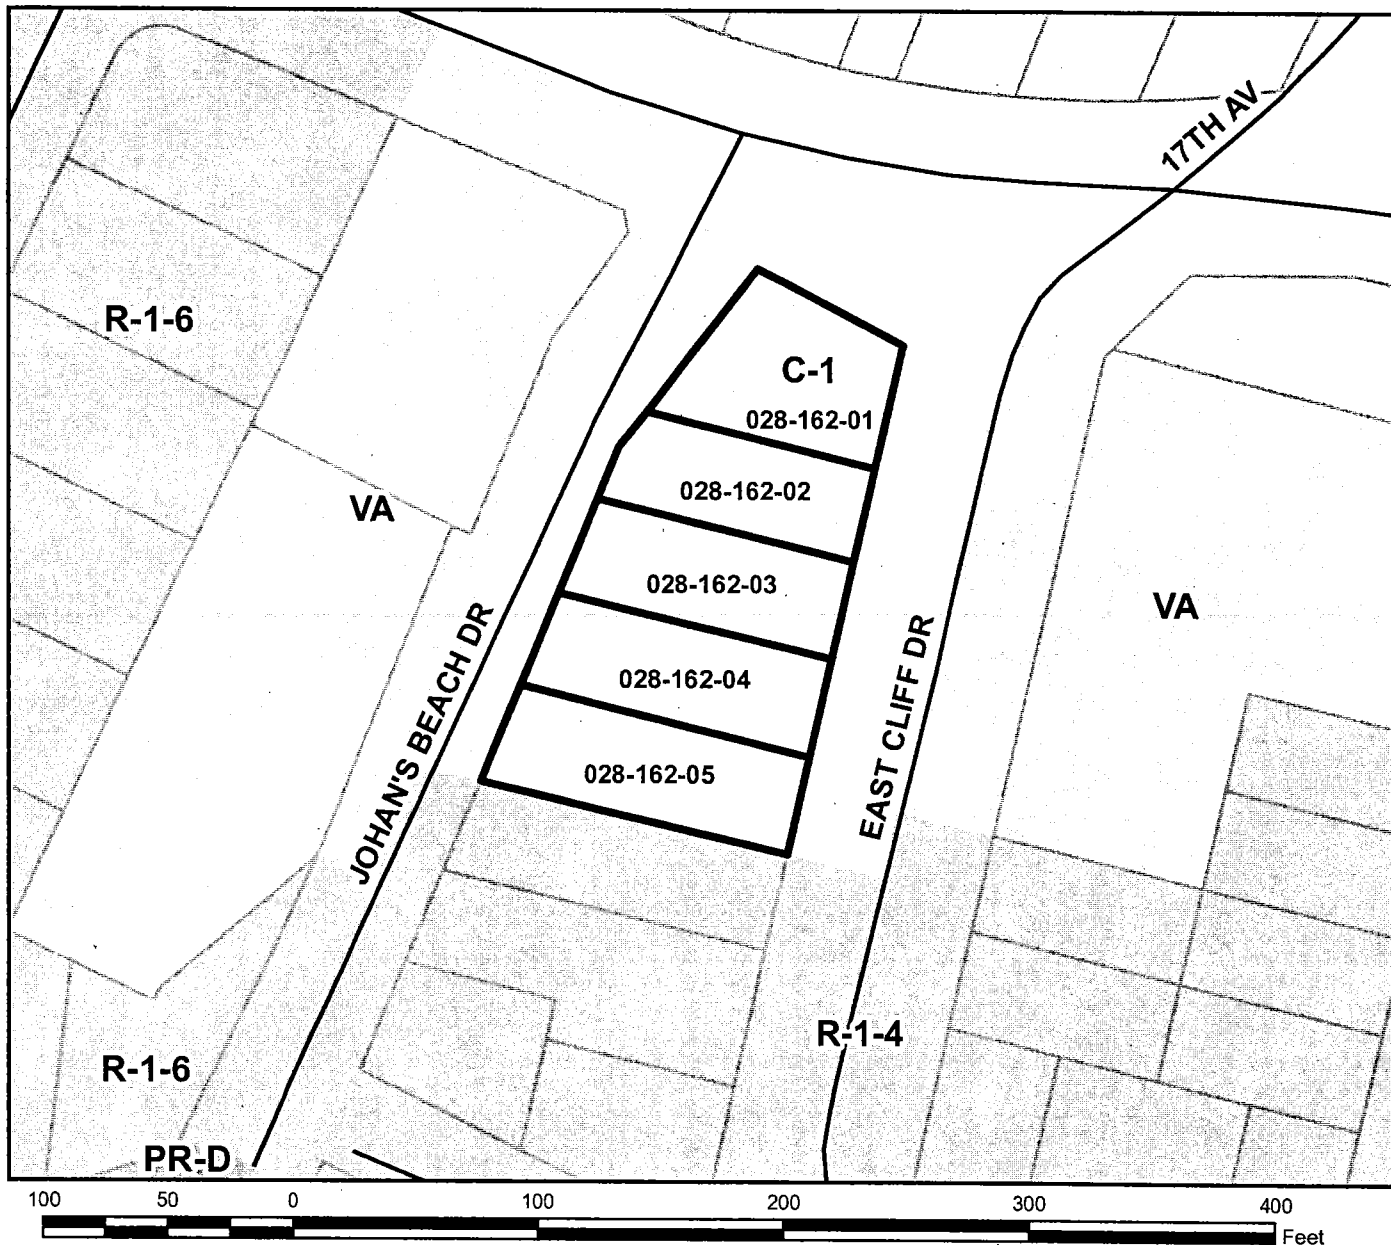 17TH AV
R-1-6
C-1
028-162-01
028-162-02
VA
028-162-03
VA
028-162-04
JOHAN'S BEACH DR
EAST CLIFF DR
028-162-05
R-1-4
R-1-6
PR-D
100 50 0 100 200 300 400
Feet